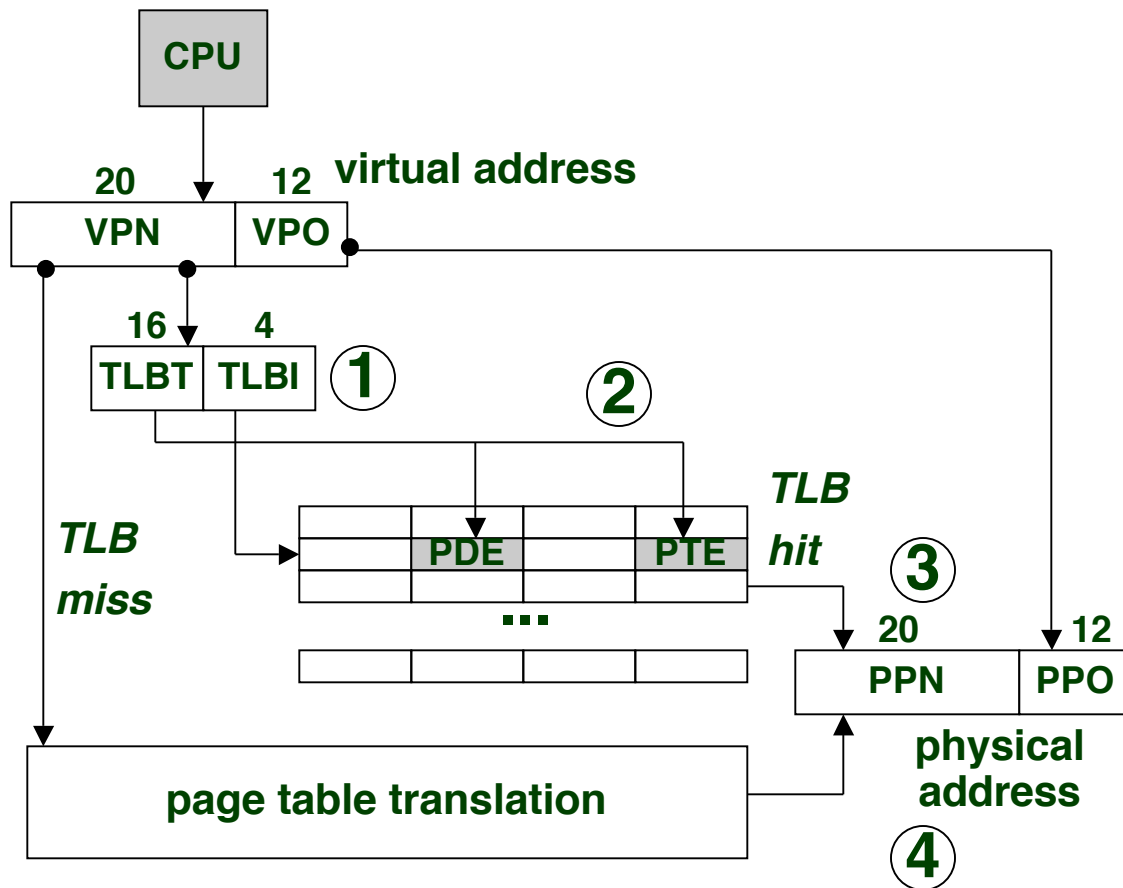 CPU
virtual address
20 12
VPN VPO
16 4
TLBT TLBI
1
2
TLB
hit
PDE PTE
TLB
miss
3
20 12
PPN PPO
physical
address
page table translation
4